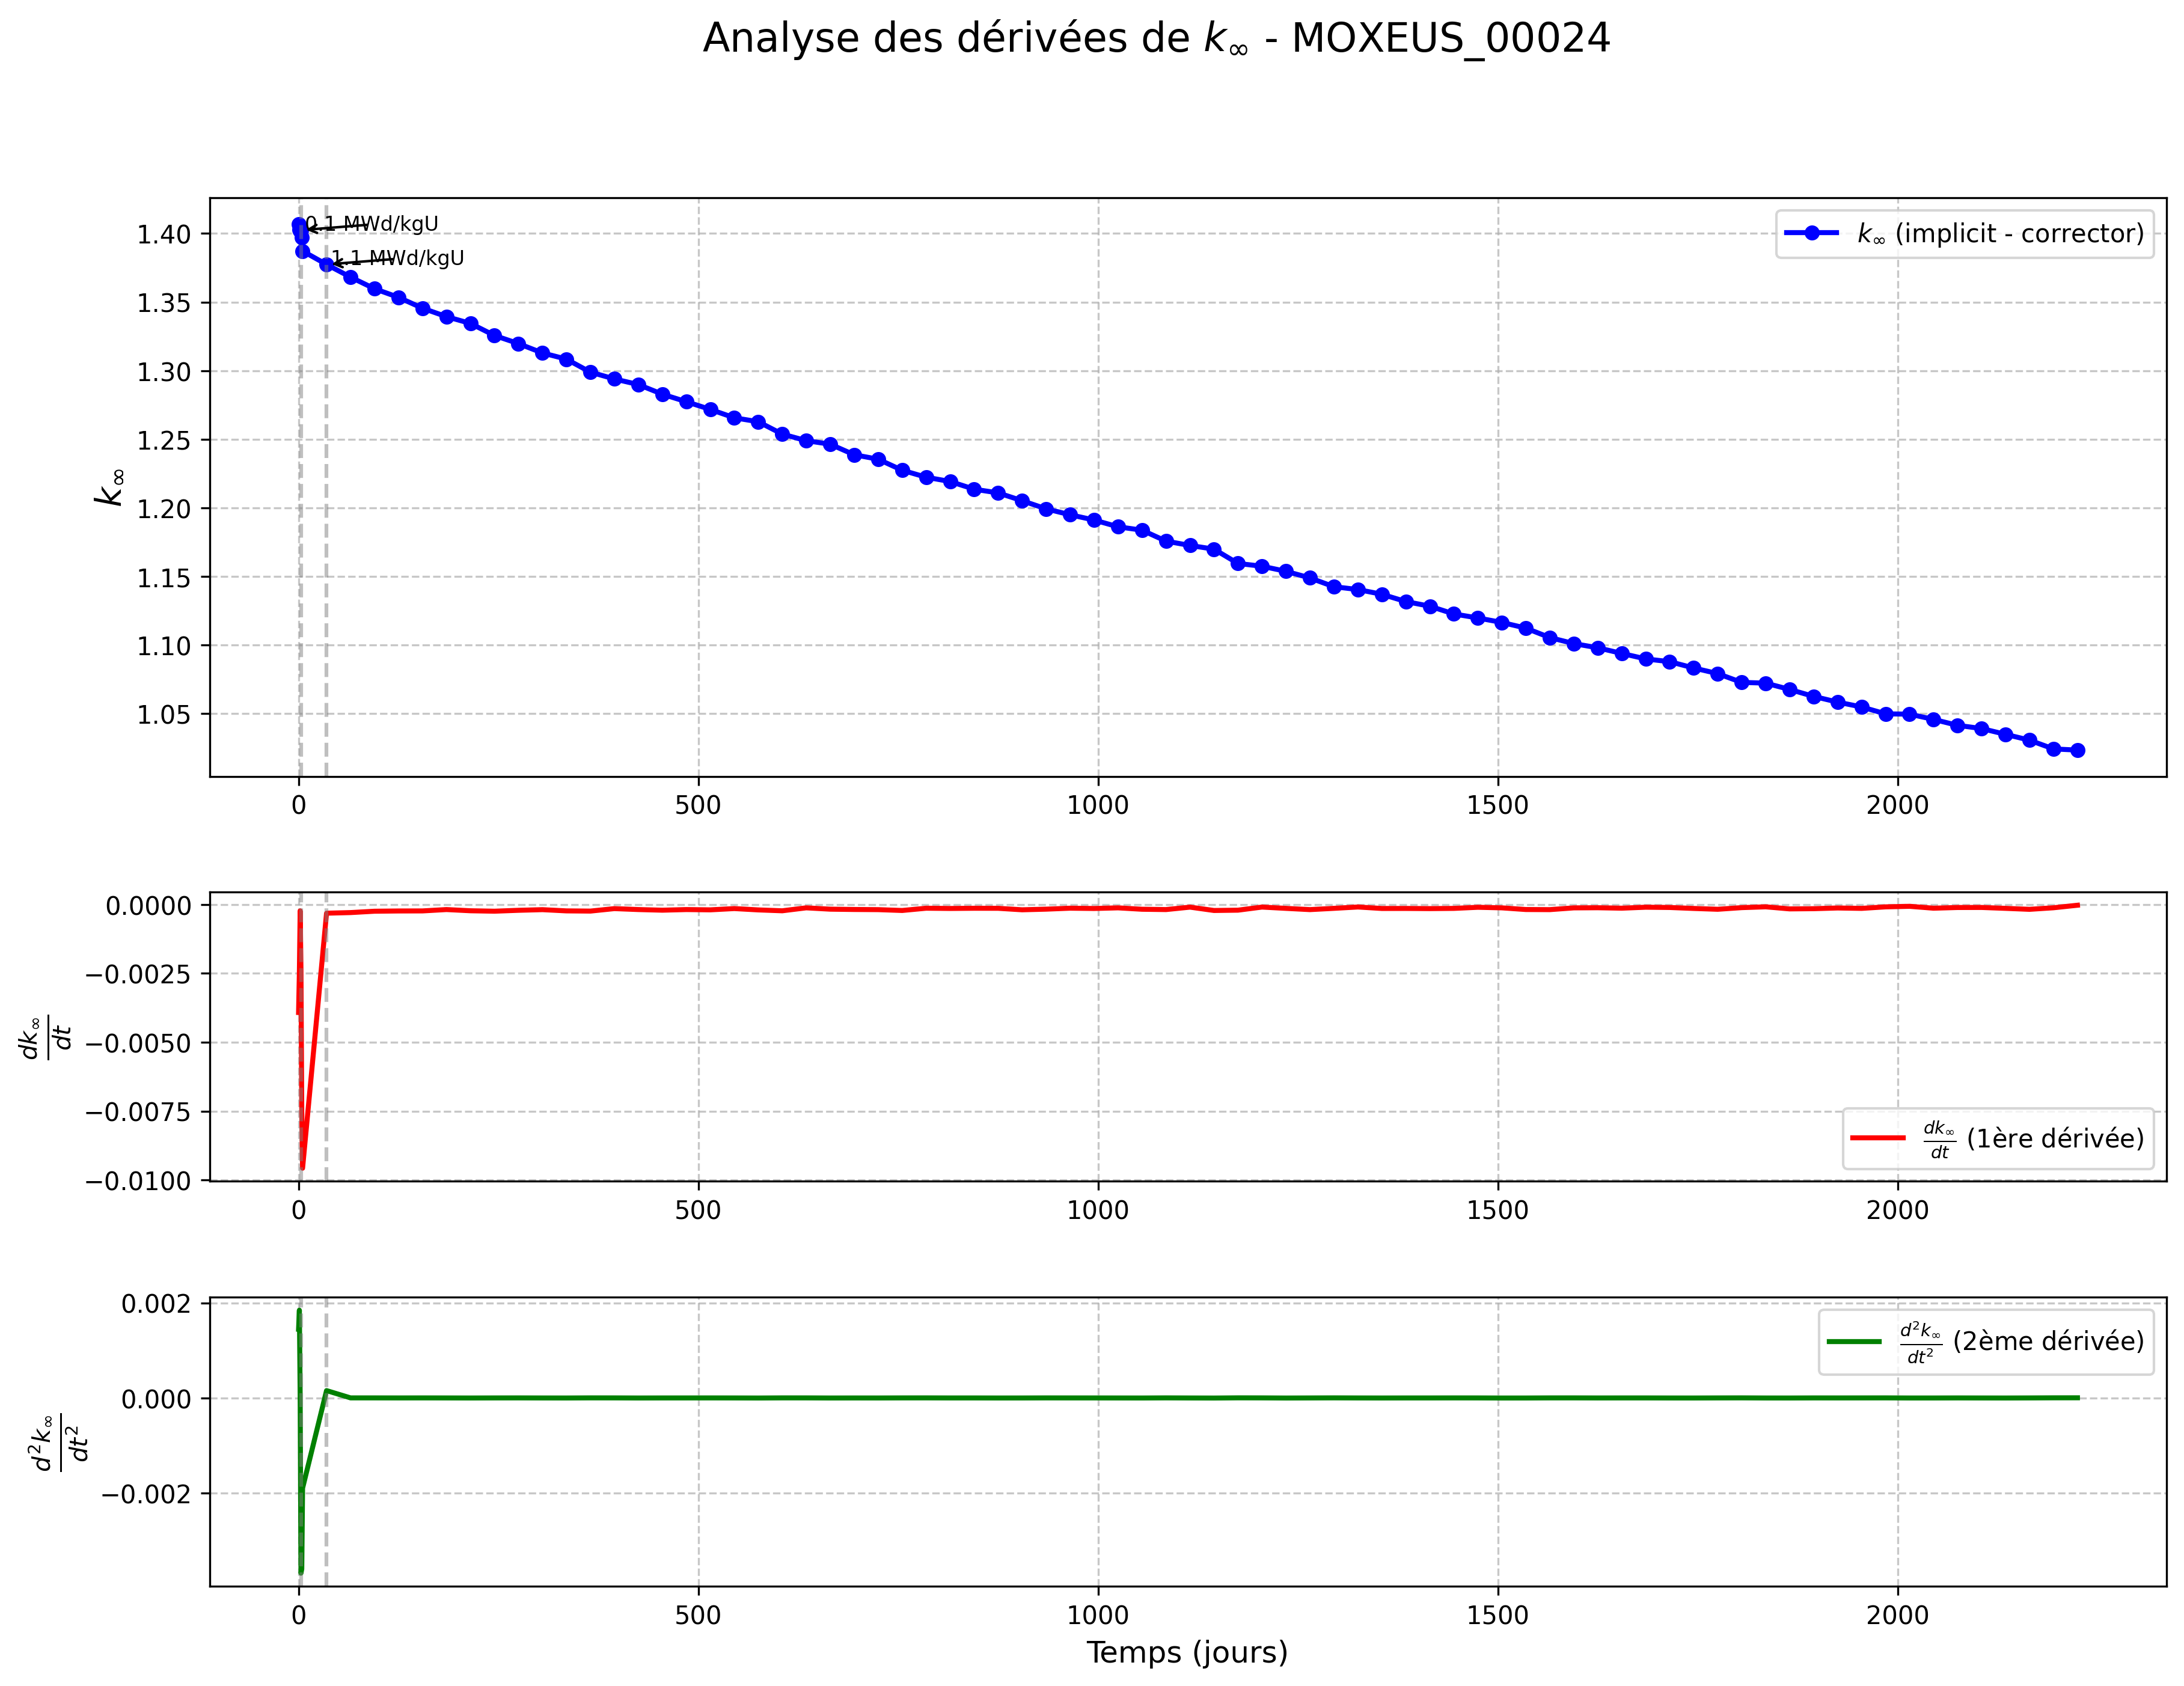 Analyse des dérivées de k∞ - MOXEUS_00024
k∞
1.40
1.35
1.30
1.25
1.20
1.15
1.10
1.05
0.1 MWd/kgU
1.1 MWd/kgU
k∞ (implicit - corrector)
0 500 1000 1500 2000
dk∞/dt
0.0000
−0.0025
−0.0050
−0.0075
−0.0100
dk∞/dt (1ère dérivée)
0 500 1000 1500 2000
d²k∞/dt²
0.002
0.000
−0.002
d²k∞/dt² (2ème dérivée)
0 500 1000 1500 2000
Temps (jours)